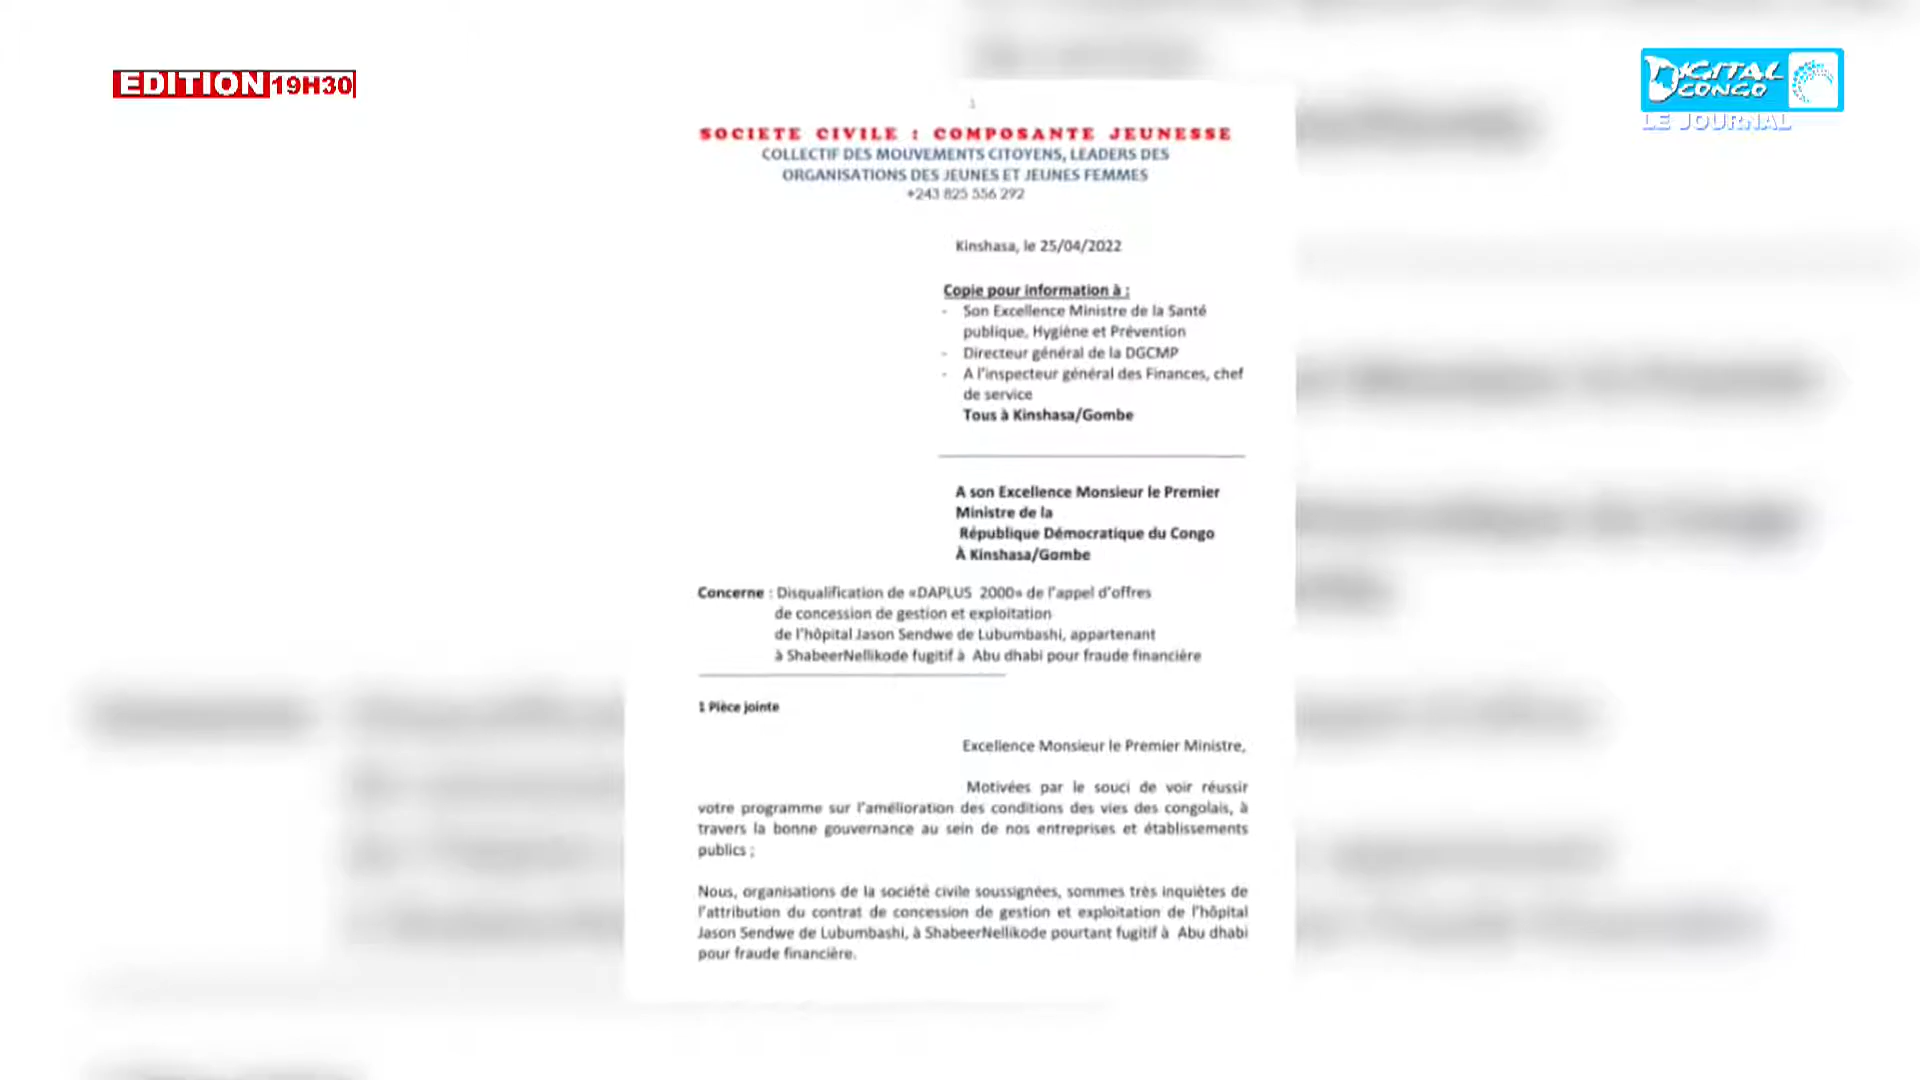 EDITION 19H30
DIGITAL
CONGO
LE JOURNAL
1
SOCIETE CIVILE : COMPOSANTE JEUNESSE
COLLECTIF DES MOUVEMENTS CITOYENS, LEADERS DES
ORGANISATIONS DES JEUNES ET JEUNES FEMMES
+243 825 556 292
Kinshasa, le 25/04/2022
Copie pour information à :
- Son Excellence Ministre de la Santé
publique, Hygiène et Prévention
- Directeur général de la DGCMP
- A l'inspecteur général des Finances, chef
de service
Tous à Kinshasa/Gombe
A son Excellence Monsieur le Premier
Ministre de la
République Démocratique du Congo
À Kinshasa/Gombe
Concerne : Disqualification de «DAPLUS 2000» de l'appel d'offres
de concession de gestion et exploitation
de l'hôpital Jason Sendwe de Lubumbashi, appartenant
à ShabeerNellikode fugitif à Abu dhabi pour fraude financière
1 Pièce jointe
Excellence Monsieur le Premier Ministre,
Motivées par le souci de voir réussir
votre programme sur l'amélioration des conditions des vies des congolais, à
travers la bonne gouvernance au sein de nos entreprises et établissements
publics ;
Nous, organisations de la société civile soussignées, sommes très inquiètes de
l'attribution du contrat de concession de gestion et exploitation de l'hôpital
Jason Sendwe de Lubumbashi, à ShabeerNellikode pourtant fugitif à Abu dhabi
pour fraude financière.